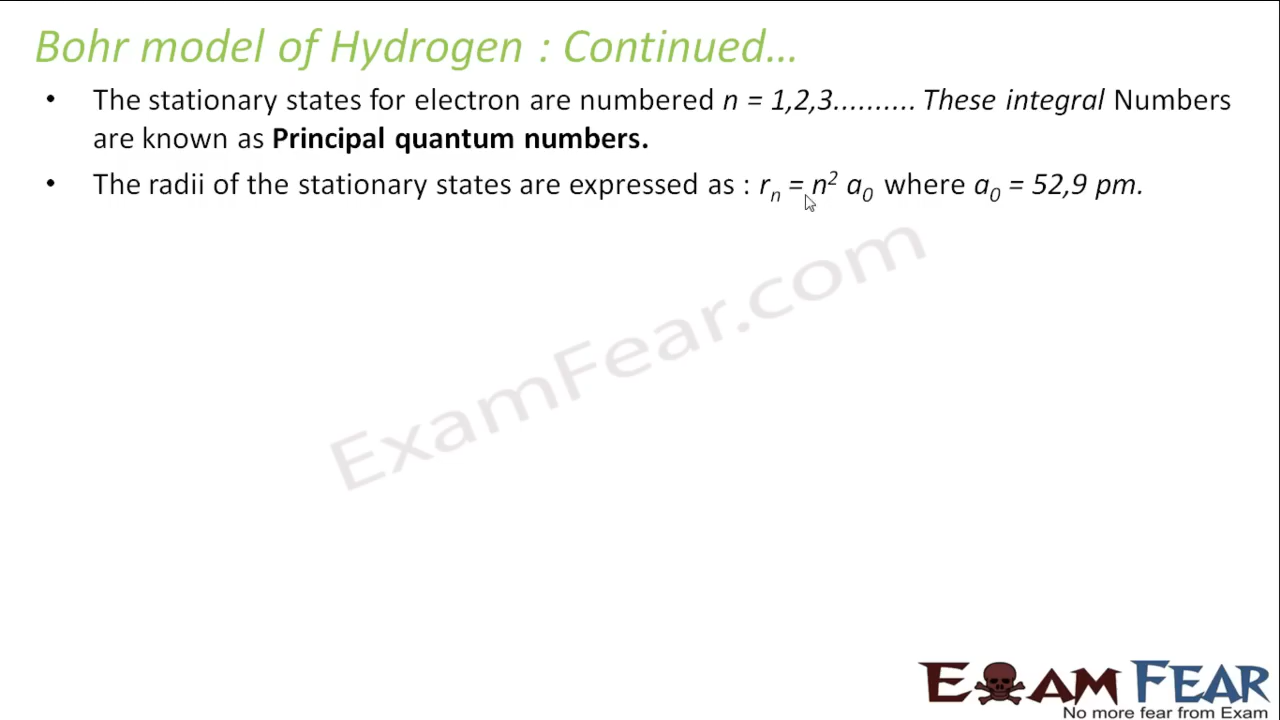 Bohr model of Hydrogen : Continued...
• The stationary states for electron are numbered n = 1,2,3.......... These integral Numbers
are known as Principal quantum numbers.
• The radii of the stationary states are expressed as : rₙ = n² a₀ where a₀ = 52,9 pm.
ExamFear.com
EXAM FEAR
No more fear from Exam